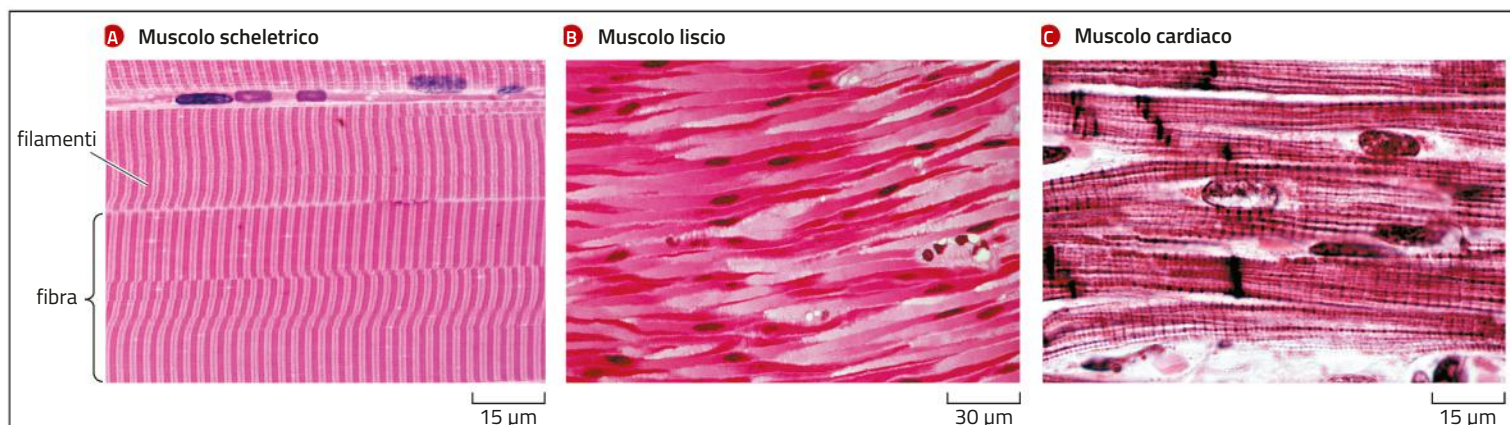 A Muscolo scheletrico
B Muscolo liscio
C Muscolo cardiaco
filamenti
fibra
15 µm
30 µm
15 µm